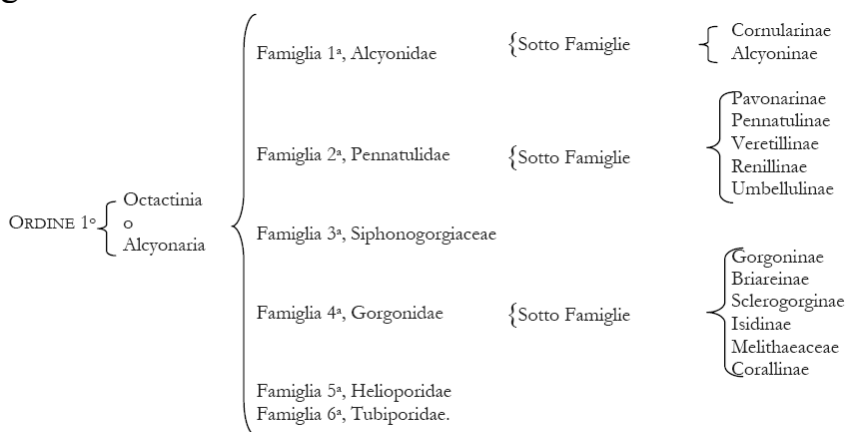 Famiglia 1ª, Alcyonidae {Sotto Famiglie { Cornularinae
Alcyoninae
Pavonarinae
Pennatulinae
Famiglia 2ª, Pennatulidae {Sotto Famiglie { Veretillinae
Renillinae
Umbellulinae
ORDINE 1º { Octactinia
o
Alcyonaria
Famiglia 3ª, Siphonogorgiaceae
Gorgoninae
Briareinae
Famiglia 4ª, Gorgonidae {Sotto Famiglie { Sclerogorginae
Isidinae
Melithaeaceae
Corallinae
Famiglia 5ª, Helioporidae
Famiglia 6ª, Tubiporidae.